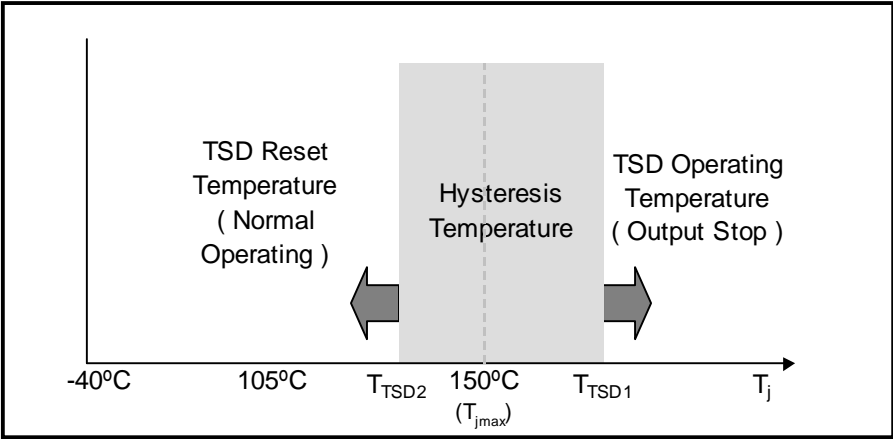 TSD Reset
Temperature
( Normal
Operating )
Hysteresis
Temperature
TSD Operating
Temperature
( Output Stop )
-40ºC
105ºC
TTSD2
150ºC
(Tjmax)
TTSD1
Tj